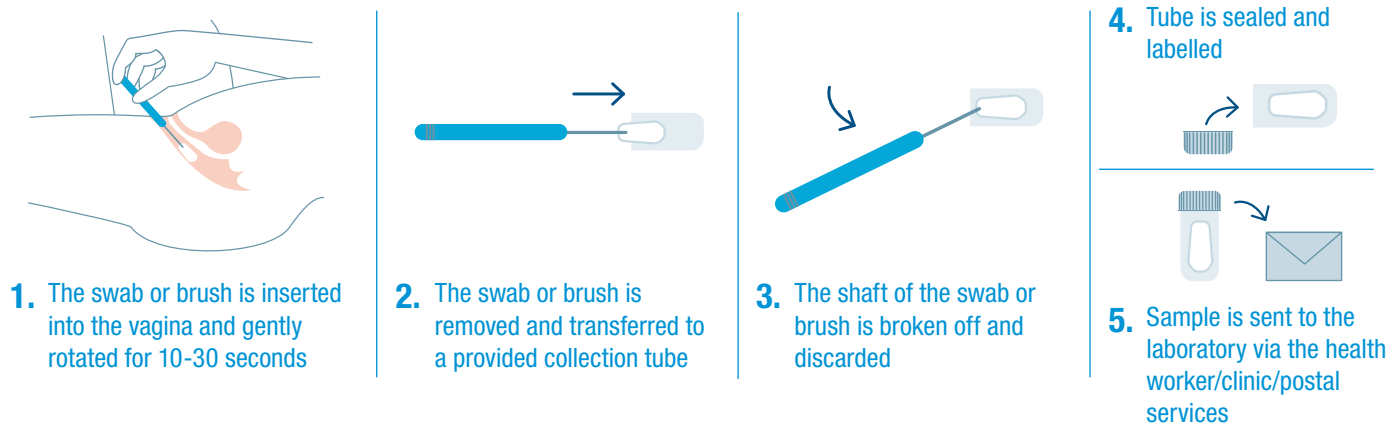 1. The swab or brush is inserted
into the vagina and gently
rotated for 10-30 seconds
2. The swab or brush is
removed and transferred to
a provided collection tube
3. The shaft of the swab or
brush is broken off and
discarded
4. Tube is sealed and
labelled
5. Sample is sent to the
laboratory via the health
worker/clinic/postal
services